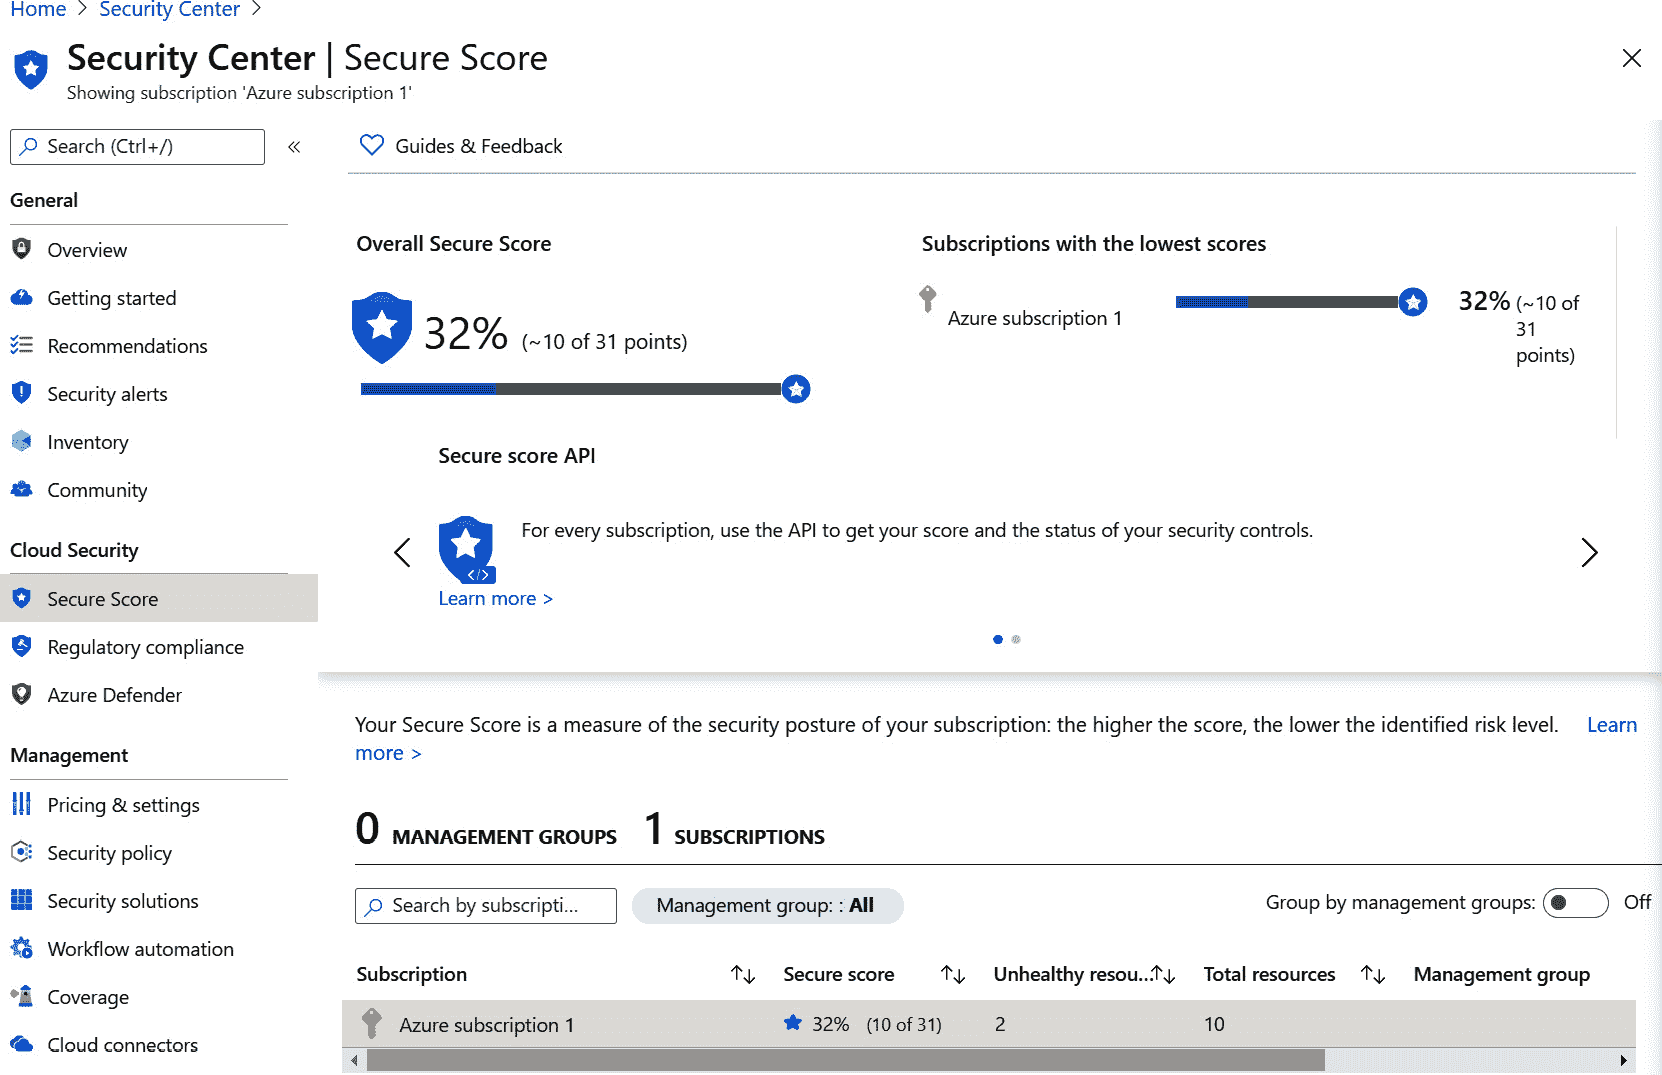 Home > Security Center >
Security Center | Secure Score
Showing subscription 'Azure subscription 1'
Search (Ctrl+/)
«
Guides & Feedback
General
Overview
Getting started
Recommendations
Security alerts
Inventory
Community
Cloud Security
Secure Score
Regulatory compliance
Azure Defender
Management
Pricing & settings
Security policy
Security solutions
Workflow automation
Coverage
Cloud connectors
Overall Secure Score
32% (~10 of 31 points)
Subscriptions with the lowest scores
Azure subscription 1
32% (~10 of
31
points)
Secure score API
For every subscription, use the API to get your score and the status of your security controls.
</>
Learn more >
Your Secure Score is a measure of the security posture of your subscription: the higher the score, the lower the identified risk level. Learn
more >
0 MANAGEMENT GROUPS 1 SUBSCRIPTIONS
Search by subscripti...
Management group: : All
Group by management groups: Off
Subscription ↑↓ Secure score ↑↓ Unhealthy resou...↑↓ Total resources ↑↓ Management group
Azure subscription 1 32% (10 of 31) 2 10